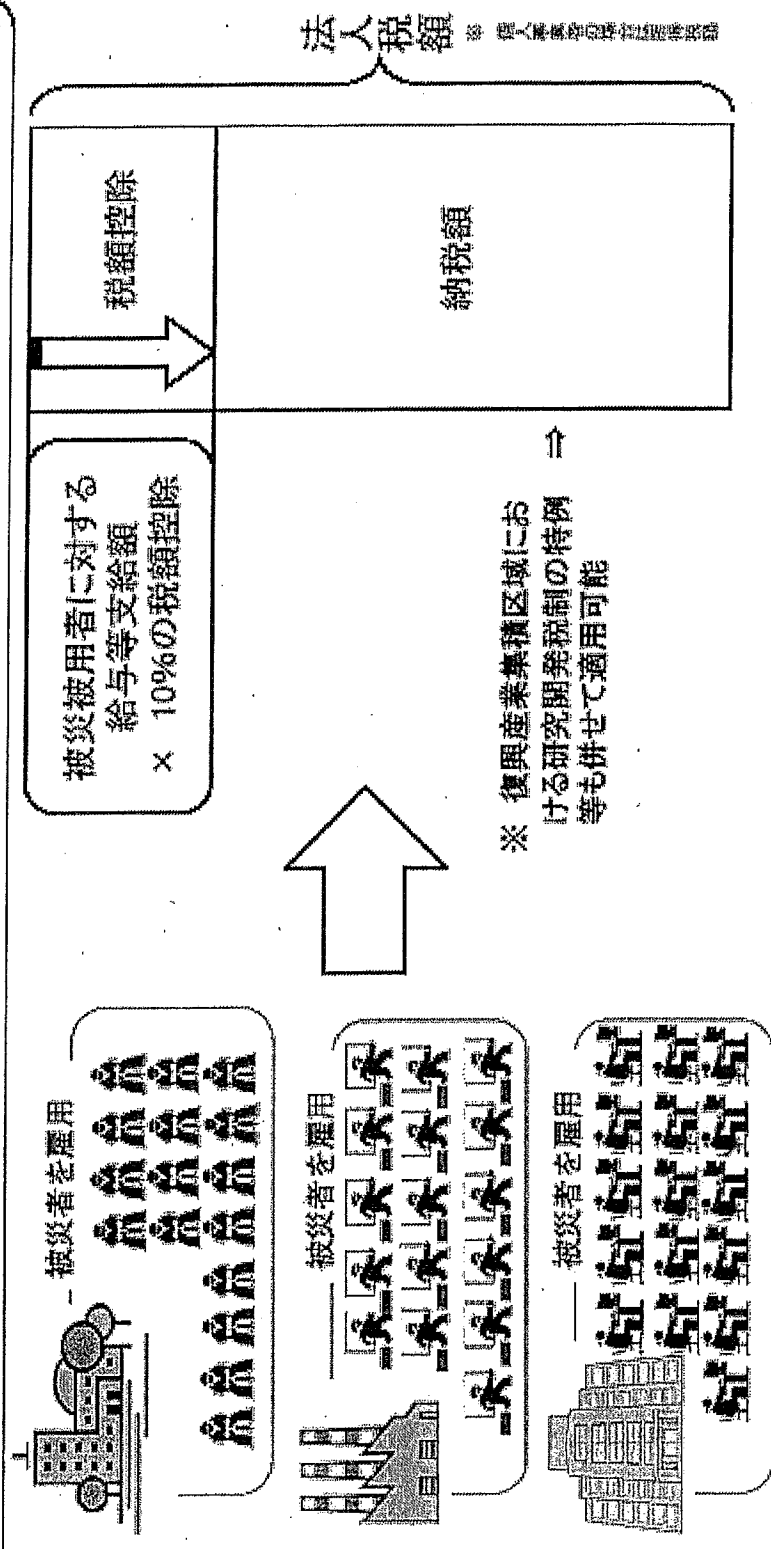 被災者を雇用
被災者を雇用
被災者を雇用
被災被用者に対する
給与等支給額
× 10%の税額控除
税額控除
納税額
法人税額
※ 復興産業集積区域にお
ける研究開発税制の特例
等も併せて適用可能
⇒